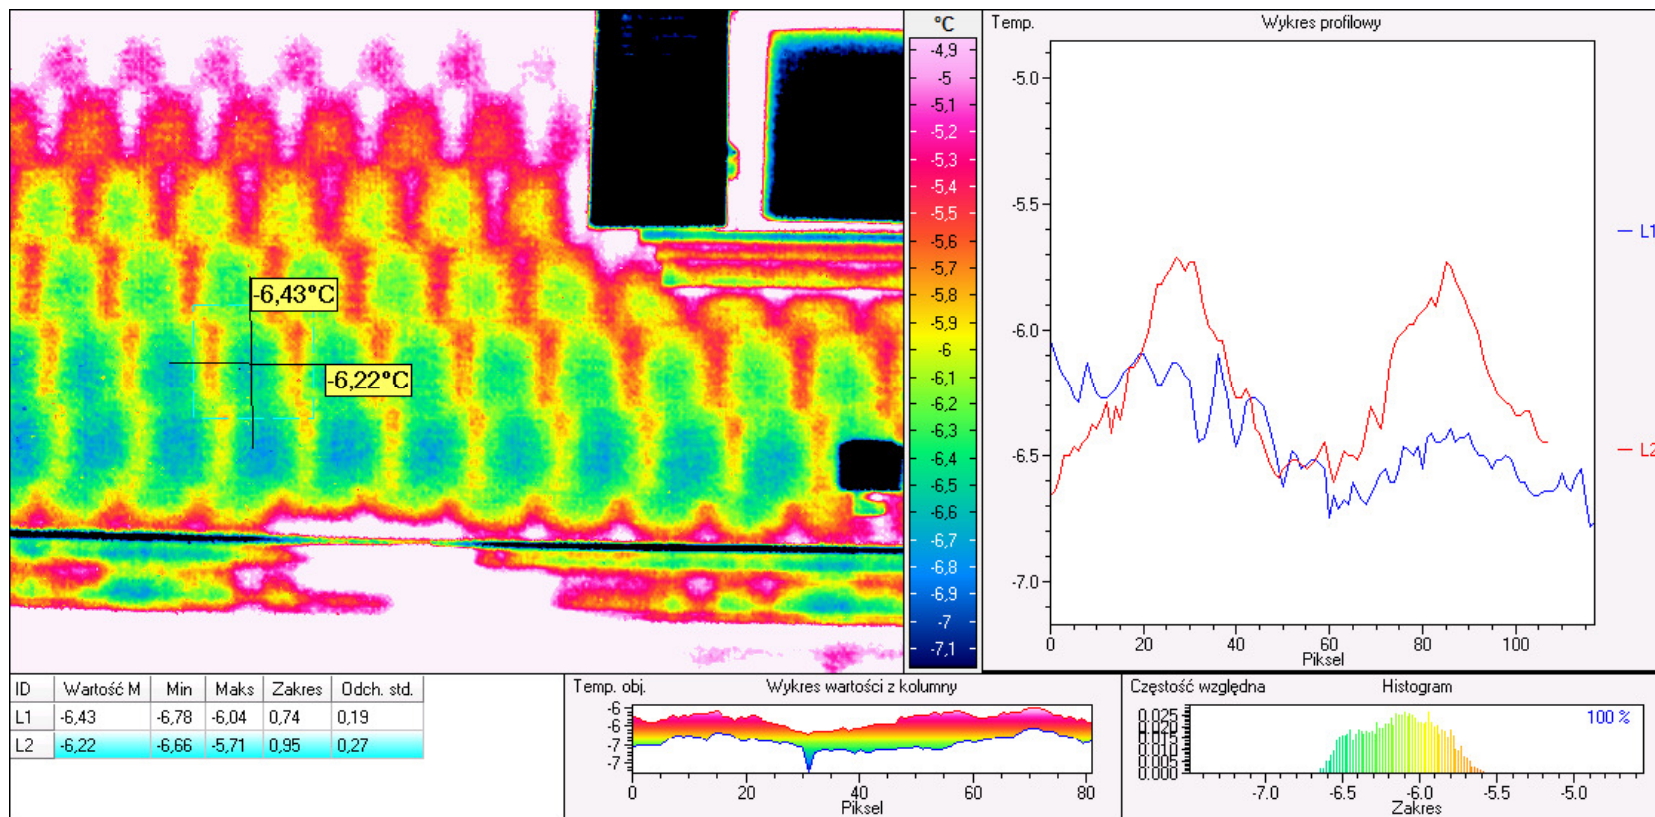 -6,43°C
-6,22°C
°C
-4,9
-5
-5,1
-5,2
-5,3
-5,4
-5,5
-5,6
-5,7
-5,8
-5,9
-6
-6,1
-6,2
-6,3
-6,4
-6,5
-6,6
-6,7
-6,8
-6,9
-7
-7,1
Temp.
Wykres profilowy
-5.0
-5.5
-6.0
-6.5
-7.0
0 20 40 60 80 100
Piksel
L1
L2
ID Wartość M Min Maks Zakres Odch. std.
L1 -6,43 -6,78 -6,04 0,74 0,19
L2 -6,22 -6,66 -5,71 0,95 0,27
Temp. obj. Wykres wartości z kolumny
-6
-6
-7
-7
0 20 40 60 80
Piksel
Częstość względna Histogram
100 %
0.025
0.020
0.015
0.010
0.005
0.000
-7.0 -6.5 -6.0 -5.5 -5.0
Zakres